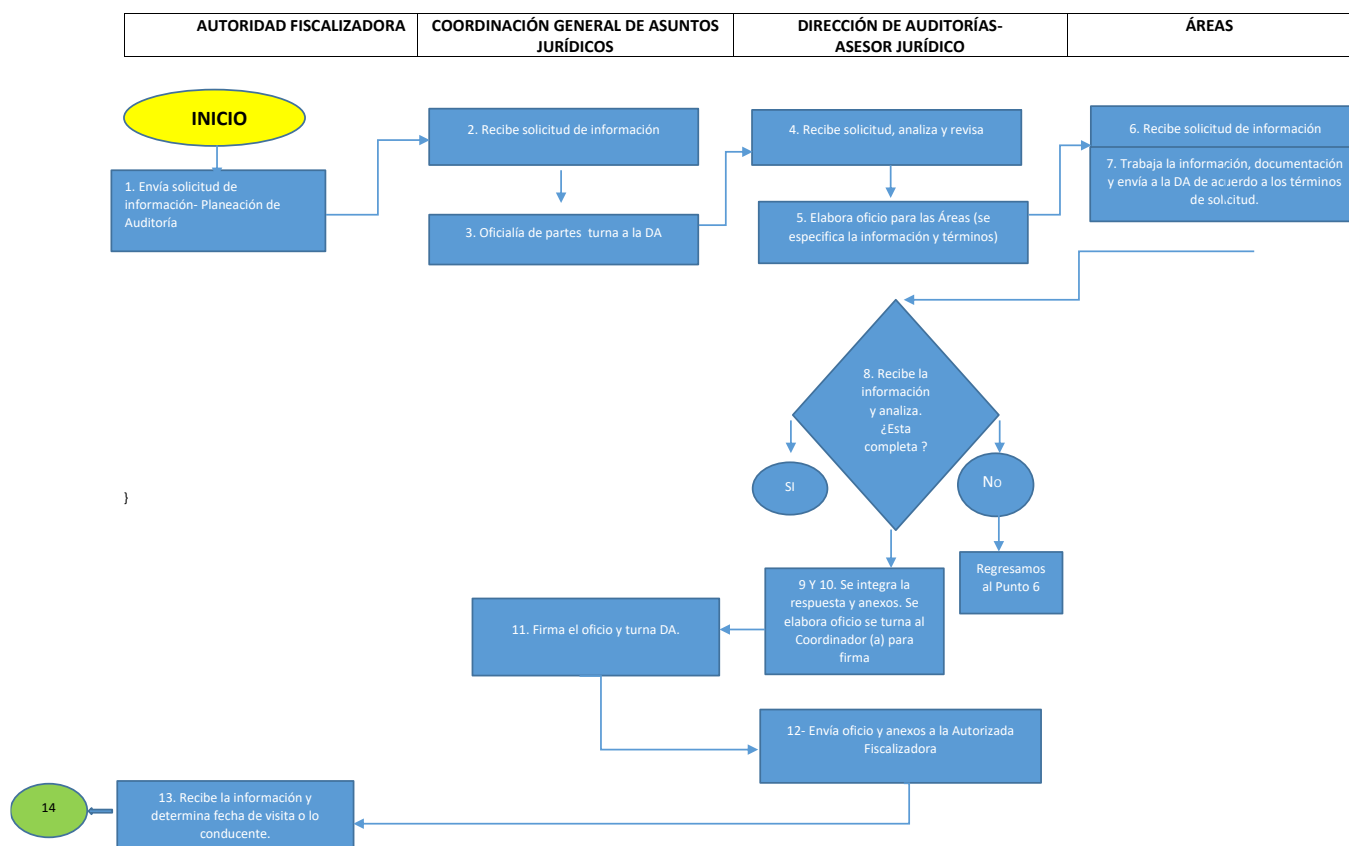 AUTORIDAD FISCALIZADORA
COORDINACIÓN GENERAL DE ASUNTOS
JURÍDICOS
DIRECCIÓN DE AUDITORÍAS-
ASESOR JURÍDICO
ÁREAS
INICIO
1. Envía solicitud de
información- Planeación de
Auditoría
2. Recibe solicitud de información
3. Oficialía de partes turna a la DA
4. Recibe solicitud, analiza y revisa
5. Elabora oficio para las Áreas (se
especifica la información y términos)
6. Recibe solicitud de información
7. Trabaja la información, documentación
y envía a la DA de acuerdo a los términos
de solicitud.
8. Recibe la
información
y analiza.
¿Esta
completa ?
SI
No
}
Regresamos
al Punto 6
9 Y 10. Se integra la
respuesta y anexos. Se
elabora oficio se turna al
Coordinador (a) para
firma
11. Firma el oficio y turna DA.
12- Envía oficio y anexos a la Autorizada
Fiscalizadora
13. Recibe la información y
determina fecha de visita o lo
conducente.
14